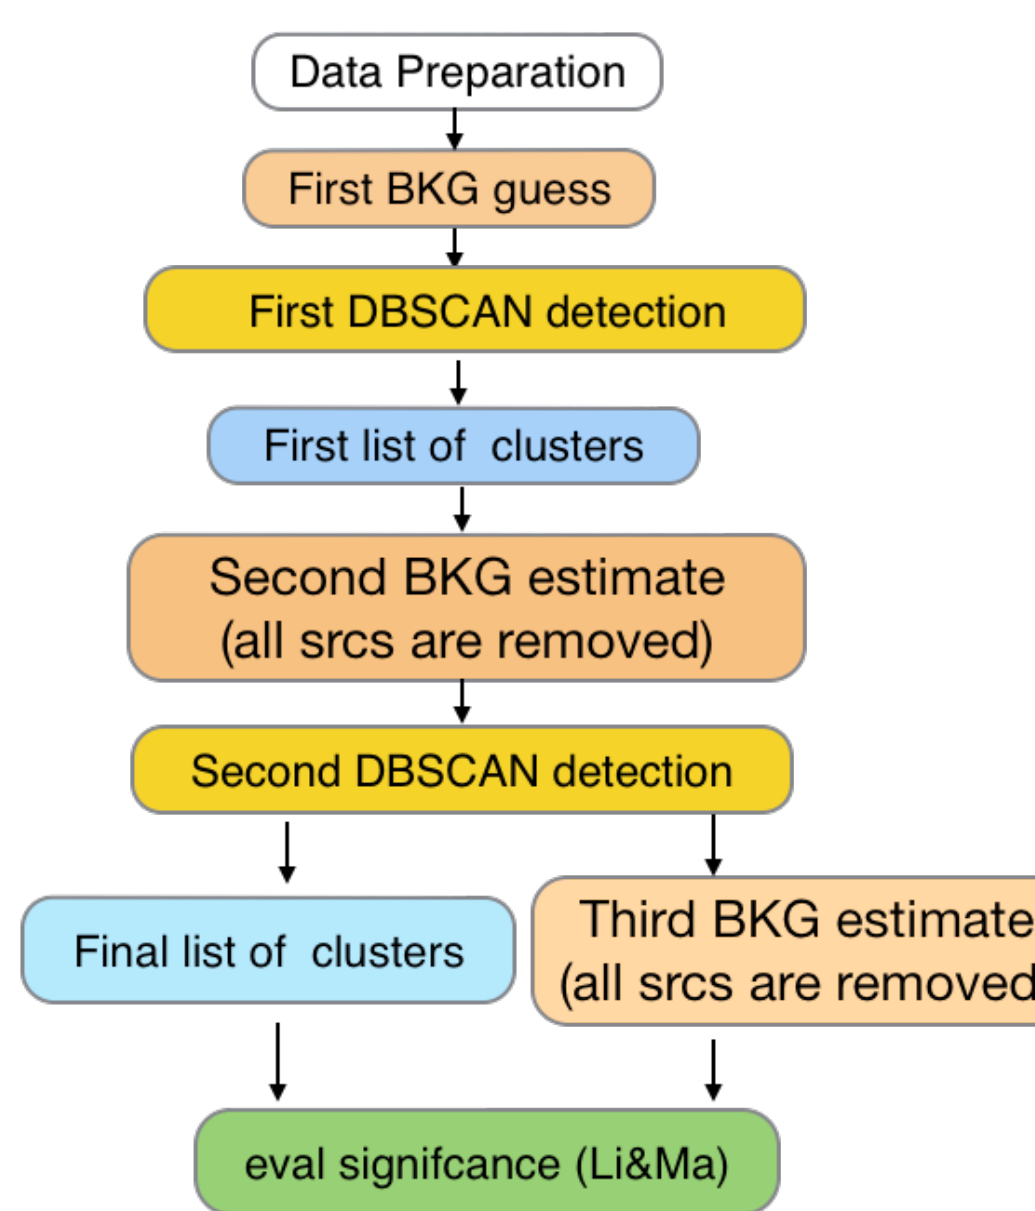 Data Preparation
First BKG guess
First DBSCAN detection
First list of  clusters
Second BKG estimate
(all srcs are removed)
Second DBSCAN detection
Final list of  clusters
Third BKG estimate
(all srcs are removed
eval signifcance (Li&Ma)